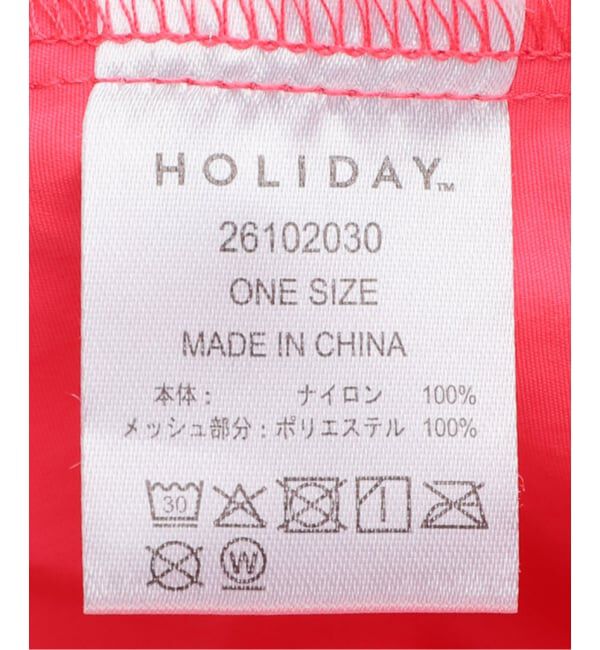 HOLIDAY™
26102030
ONE SIZE
MADE IN CHINA
本体: ナイロン 100%
メッシュ部分:ポリエステル 100%
30
W